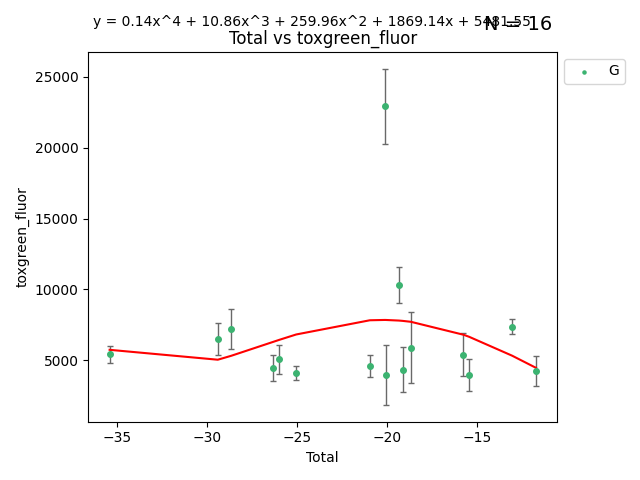 y = 0.14x^4 + 10.86x^3 + 259.96x^2 + 1869.14x + 5481.55
N = 16
Total vs toxgreen_fluor
G
25000
20000
15000
10000
5000
toxgreen_fluor
−35 −30 −25 −20 −15
Total